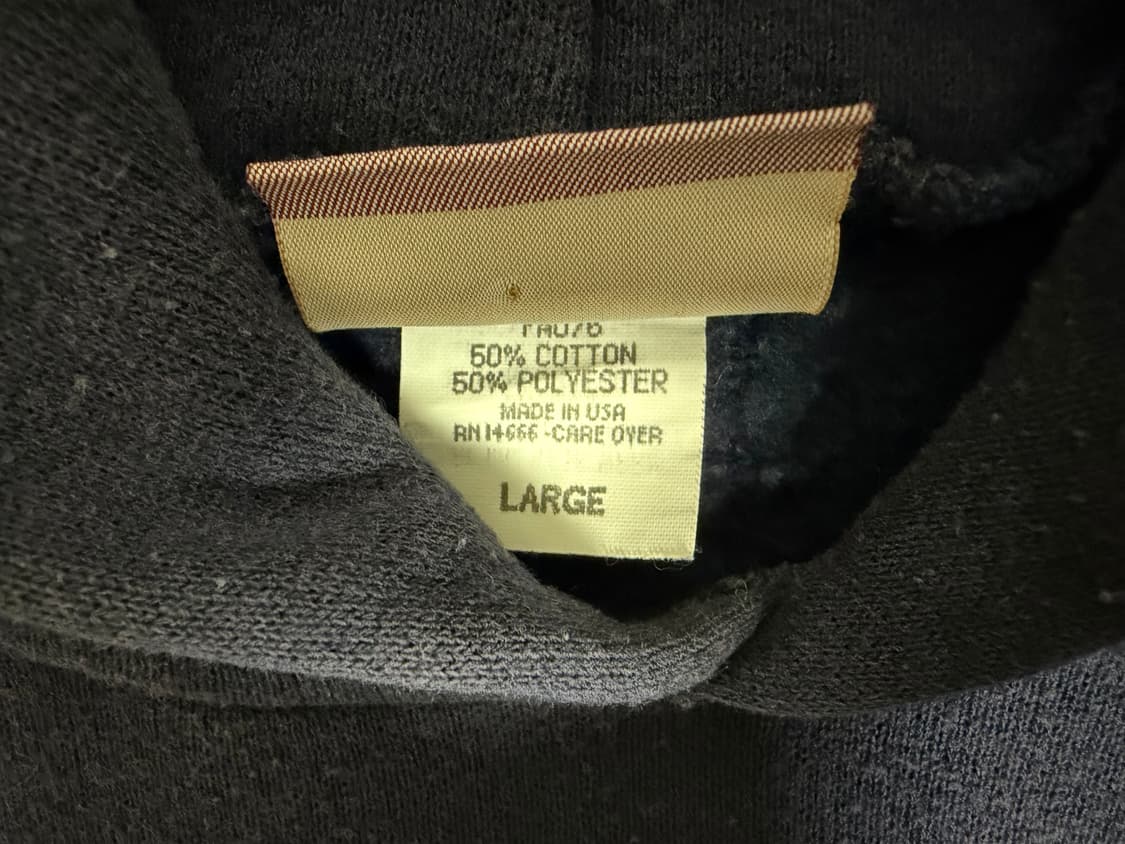 50% COTTON
50% POLYESTER
MADE IN USA
RN 14666 -CARE OVER
LARGE